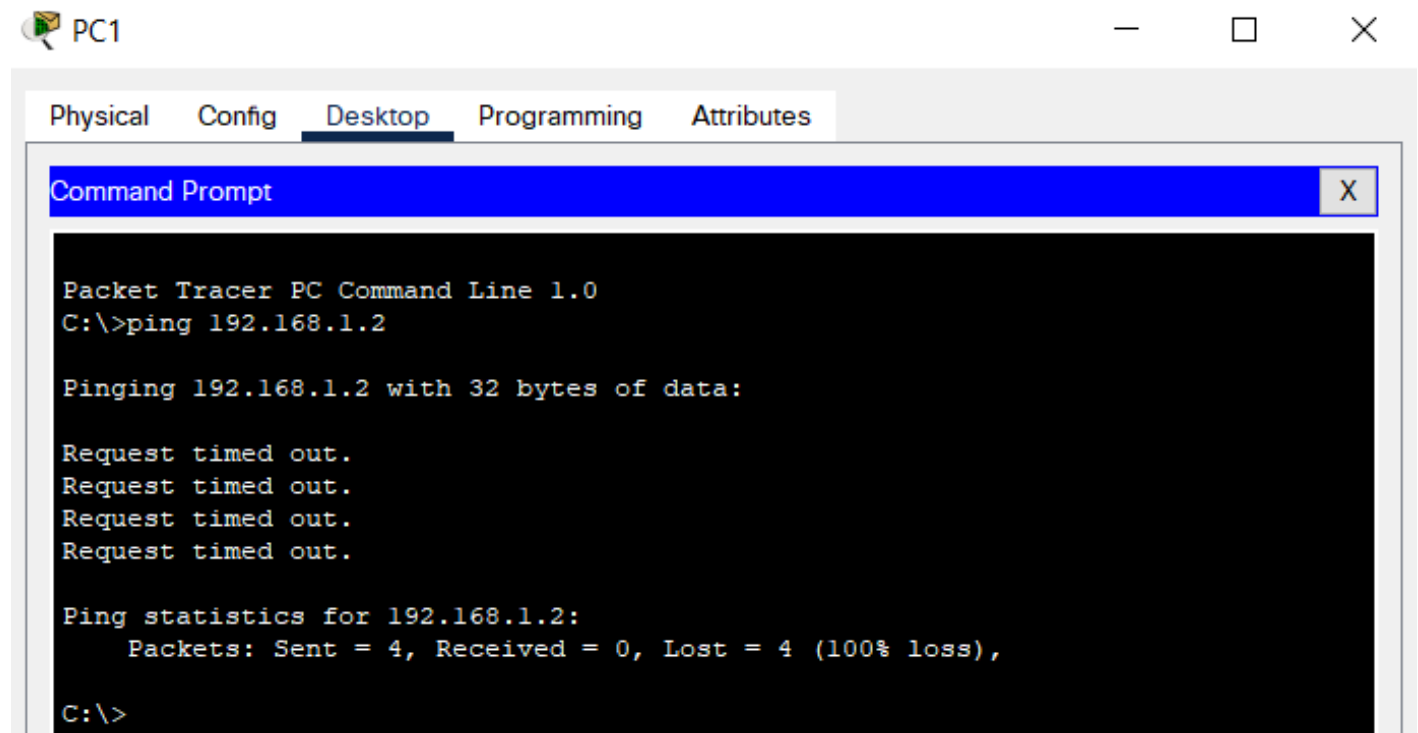 PC1
Physical Config Desktop Programming Attributes
Command Prompt X
Packet Tracer PC Command Line 1.0
C:\>ping 192.168.1.2
Pinging 192.168.1.2 with 32 bytes of data:
Request timed out.
Request timed out.
Request timed out.
Request timed out.
Ping statistics for 192.168.1.2:
    Packets: Sent = 4, Received = 0, Lost = 4 (100% loss),
C:\>